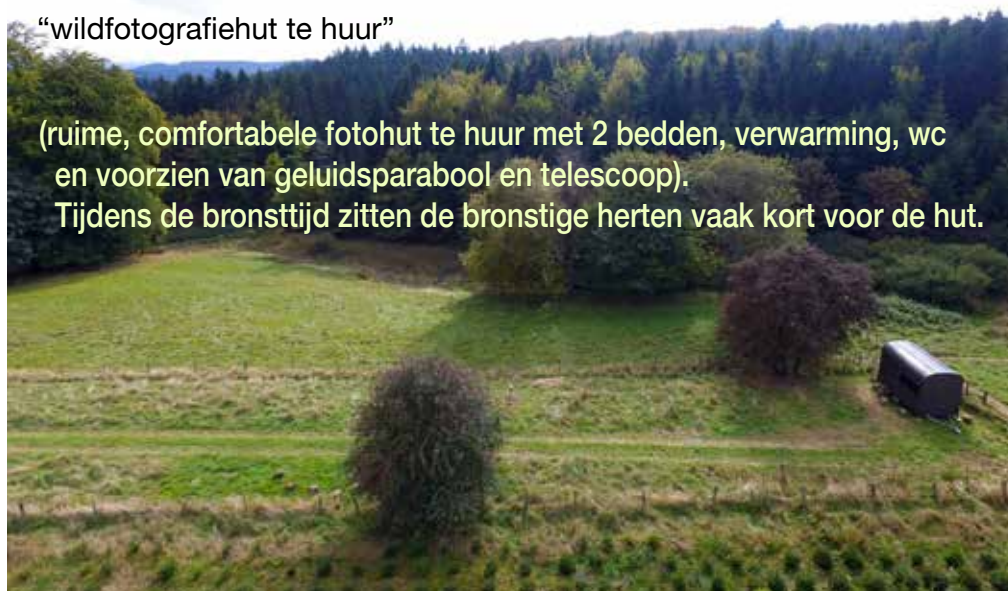 “wildfotografiehut te huur”
(ruime, comfortabele fotohut te huur met 2 bedden, verwarming, wc
en voorzien van geluidsparabool en telescoop).
Tijdens de bronsttijd zitten de bronstige herten vaak kort voor de hut.